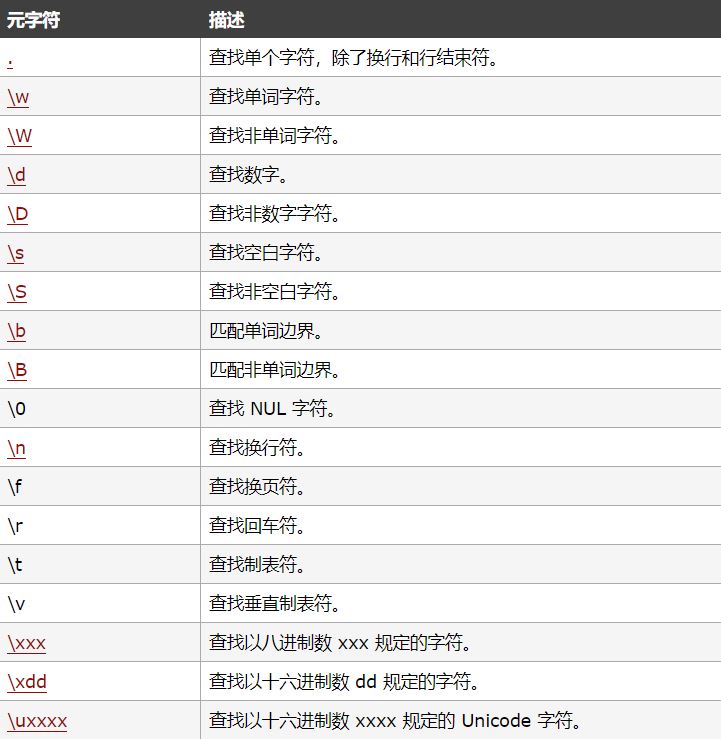 元字符 描述
. 查找单个字符，除了换行和行结束符。
\w 查找单词字符。
\W 查找非单词字符。
\d 查找数字。
\D 查找非数字字符。
\s 查找空白字符。
\S 查找非空白字符。
\b 匹配单词边界。
\B 匹配非单词边界。
\0 查找 NUL 字符。
\n 查找换行符。
\f 查找换页符。
\r 查找回车符。
\t 查找制表符。
\v 查找垂直制表符。
\xxx 查找以八进制数 xxx 规定的字符。
\xdd 查找以十六进制数 dd 规定的字符。
\uxxxx 查找以十六进制数 xxxx 规定的 Unicode 字符。